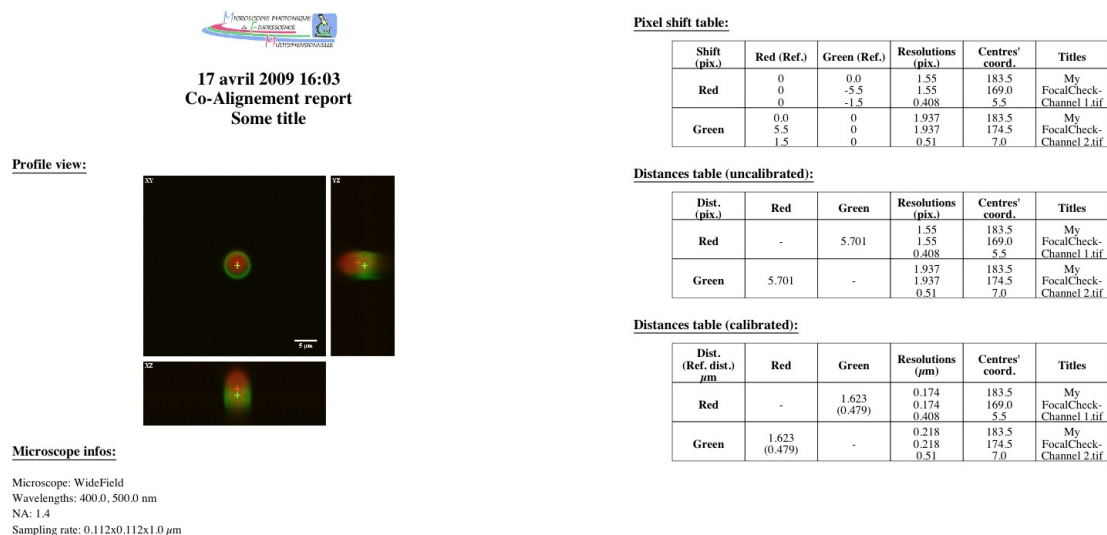 MICROSCOPIE PHOTONIQUE
de FLUORESCENCE
MULTIDIMENSIONNELLE
17 avril 2009 16:03
Co-Alignement report
Some title
Profile view:
XY
YZ
5 µm
XZ
Microscope infos:
Microscope: WideField
Wavelengths: 400.0, 500.0 nm
NA: 1.4
Sampling rate: 0.112x0.112x1.0 µm
Pixel shift table:
Shift (pix.) Red (Ref.) Green (Ref.) Resolutions (pix.) Centres' coord. Titles
Red 0 0.0 1.55 183.5 My
0 -5.5 1.55 169.0 FocalCheck-
0 -1.5 0.408 5.5 Channel 1.tif
Green 0.0 0 1.937 183.5 My
5.5 0 1.937 174.5 FocalCheck-
1.5 0 0.51 7.0 Channel 2.tif
Distances table (uncalibrated):
Dist. (pix.) Red Green Resolutions (pix.) Centres' coord. Titles
1.55 183.5 My
Red - 5.701 1.55 169.0 FocalCheck-
0.408 5.5 Channel 1.tif
1.937 183.5 My
Green 5.701 - 1.937 174.5 FocalCheck-
0.51 7.0 Channel 2.tif
Distances table (calibrated):
Dist. (Ref. dist.) µm Red Green Resolutions (µm) Centres' coord. Titles
0.174 183.5 My
Red - 1.623 (0.479) 0.174 169.0 FocalCheck-
0.408 5.5 Channel 1.tif
0.218 183.5 My
Green 1.623 (0.479) - 0.218 174.5 FocalCheck-
0.51 7.0 Channel 2.tif